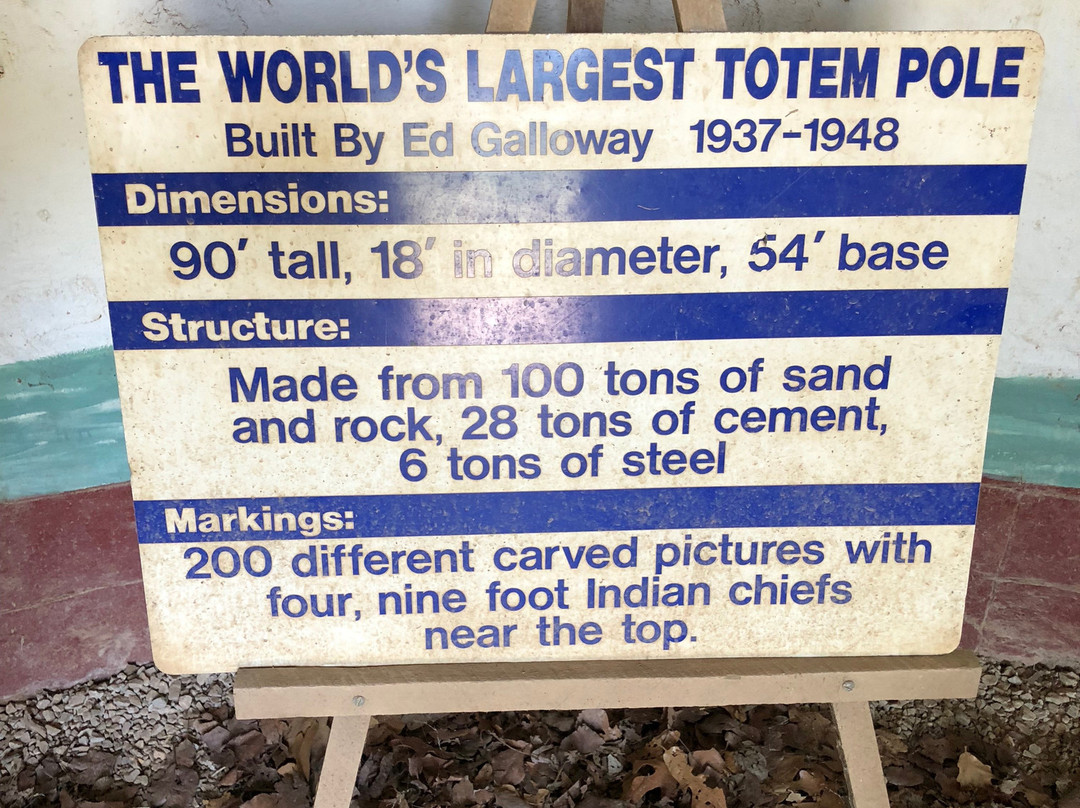 THE WORLD'S LARGEST TOTEM POLE
Built By Ed Galloway 1937-1948
Dimensions:
90' tall, 18' in diameter, 54' base
Structure:
Made from 100 tons of sand
and rock, 28 tons of cement,
6 tons of steel
Markings:
200 different carved pictures with
four, nine foot Indian chiefs
near the top.